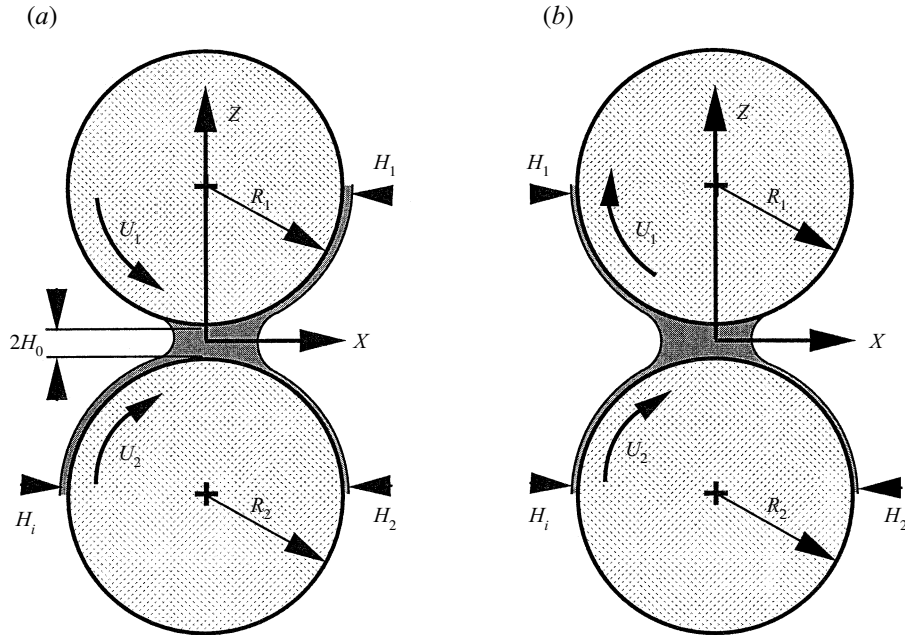 (a)
(b)
Z
Z
H₁
H₁
R₁
R₁
U₁
U₁
2H₀
X
X
U₂
U₂
R₂
R₂
Hᵢ
H₂
Hᵢ
H₂